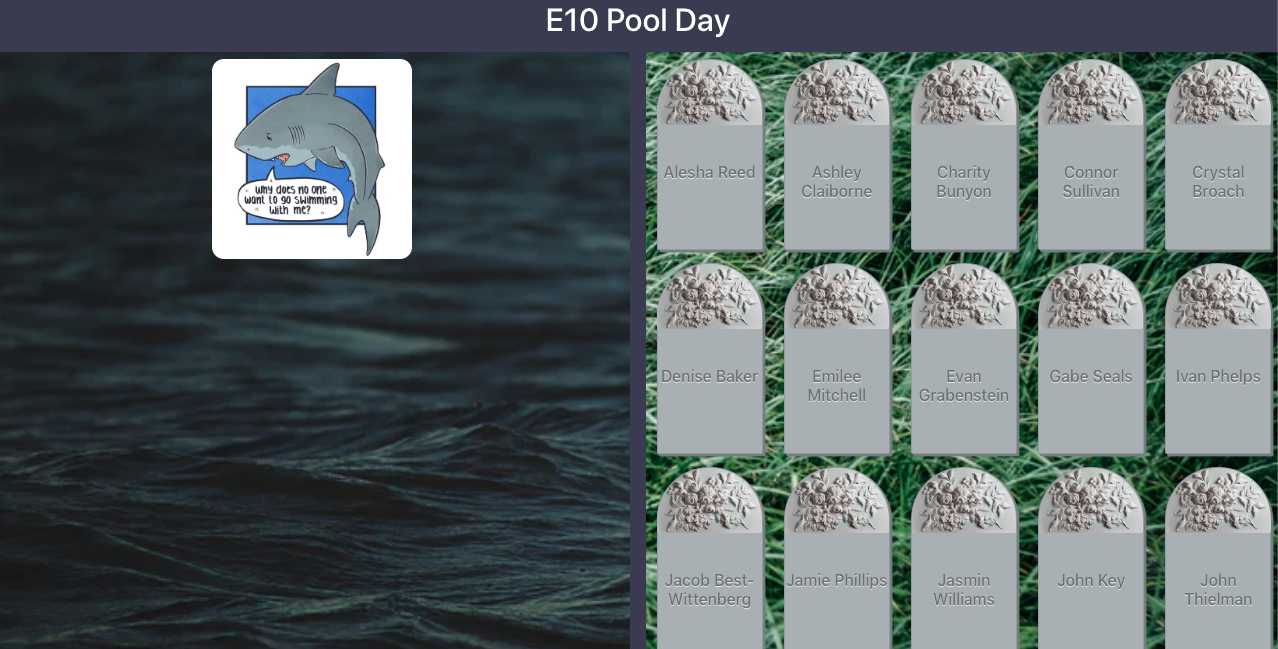 E10 Pool Day
Why does no one
want to go swimming
with me?
Alesha Reed
Ashley
Claiborne
Charity
Bunyon
Connor
Sullivan
Crystal
Broach
Denise Baker
Emilee
Mitchell
Evan
Grabenstein
Gabe Seals
Ivan Phelps
Jacob Best-
Wittenberg
Jamie Phillips
Jasmin
Williams
John Key
John
Thielman